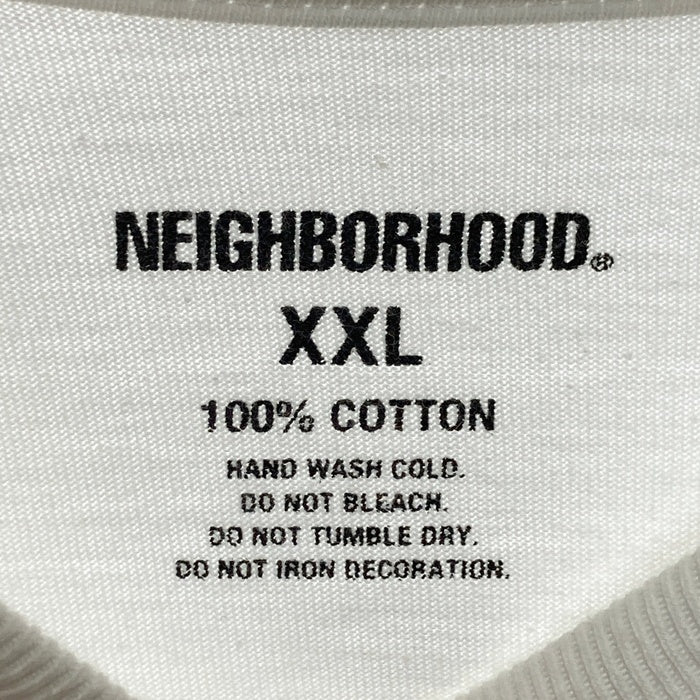 NEIGHBORHOOD®
XXL
100% COTTON
HAND WASH COLD.
DO NOT BLEACH.
DO NOT TUMBLE DRY.
DO NOT IRON DECORATION.